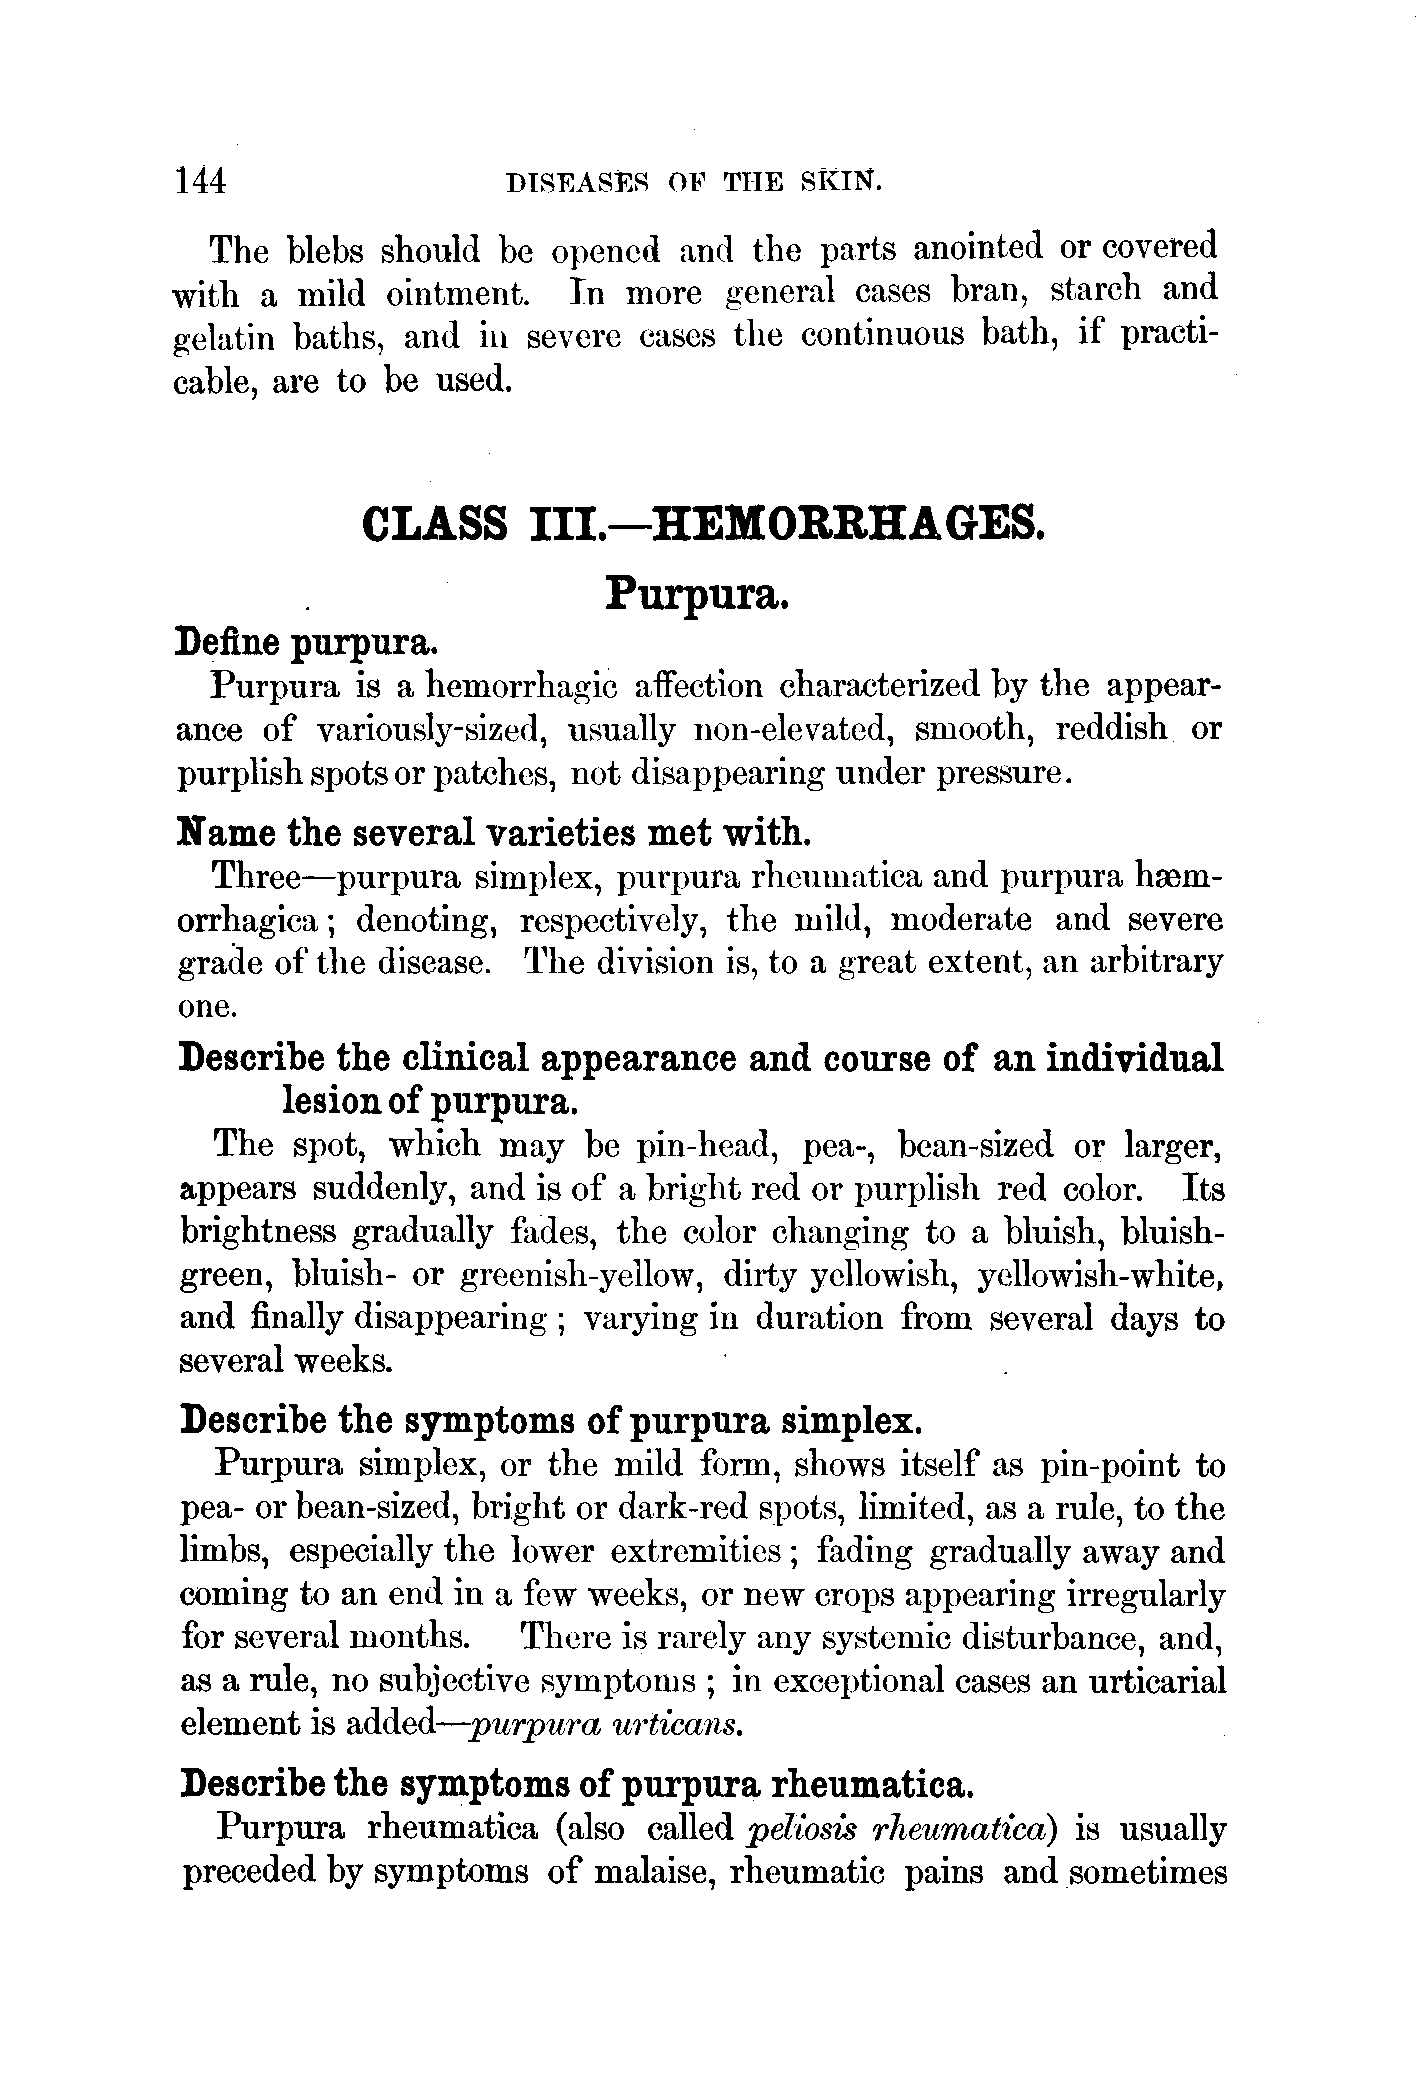 144 DISEASES OF THE SKIN.
The blebs should be opened and the parts anointed or covered
with a mild ointment. In more general cases bran, starch and
gelatin baths, and in severe cases the continuous bath, if practi-
cable, are to be used.
CLASS III.—HEMORRHAGES.
Purpura.
Define purpura.
Purpura is a hemorrhagic affection characterized by the appear-
ance of variously-sized, usually non-elevated, smooth, reddish or
purplish spots or patches, not disappearing under pressure.
Name the several varieties met with.
Three—purpura simplex, purpura rheumatica and purpura hæm-
orrhagica; denoting, respectively, the mild, moderate and severe
grade of the disease. The division is, to a great extent, an arbitrary
one.
Describe the clinical appearance and course of an individual
lesion of purpura.
The spot, which may be pin-head, pea-, bean-sized or larger,
appears suddenly, and is of a bright red or purplish red color. Its
brightness gradually fades, the color changing to a bluish, bluish-
green, bluish- or greenish-yellow, dirty yellowish, yellowish-white,
and finally disappearing; varying in duration from several days to
several weeks.
Describe the symptoms of purpura simplex.
Purpura simplex, or the mild form, shows itself as pin-point to
pea- or bean-sized, bright or dark-red spots, limited, as a rule, to the
limbs, especially the lower extremities; fading gradually away and
coming to an end in a few weeks, or new crops appearing irregularly
for several months. There is rarely any systemic disturbance, and,
as a rule, no subjective symptoms; in exceptional cases an urticarial
element is added—purpura urticans.
Describe the symptoms of purpura rheumatica.
Purpura rheumatica (also called peliosis rheumatica) is usually
preceded by symptoms of malaise, rheumatic pains and sometimes